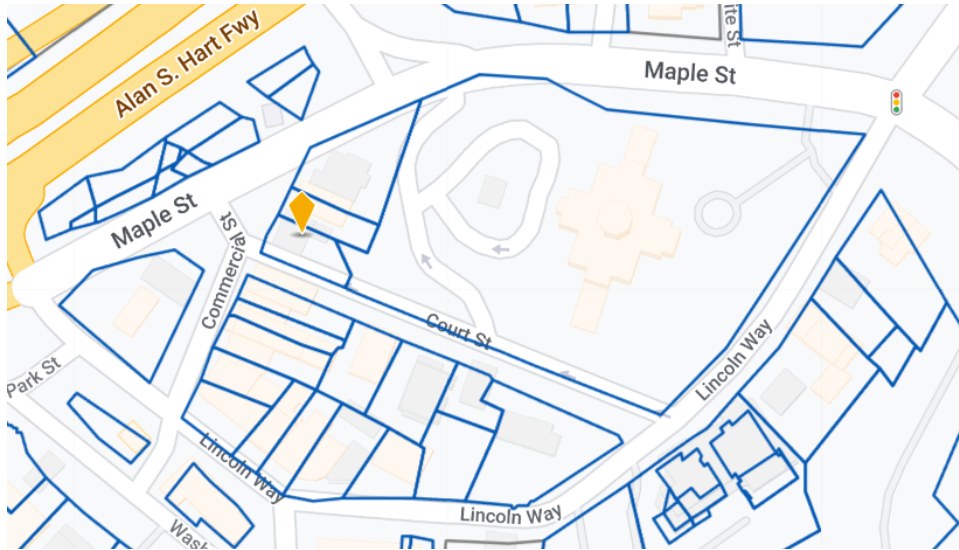 Alan S. Hart Fwy
Maple St
Maple St
Commercial St
Court St
Lincoln Way
Park St
Lincoln Way
Lincoln Way